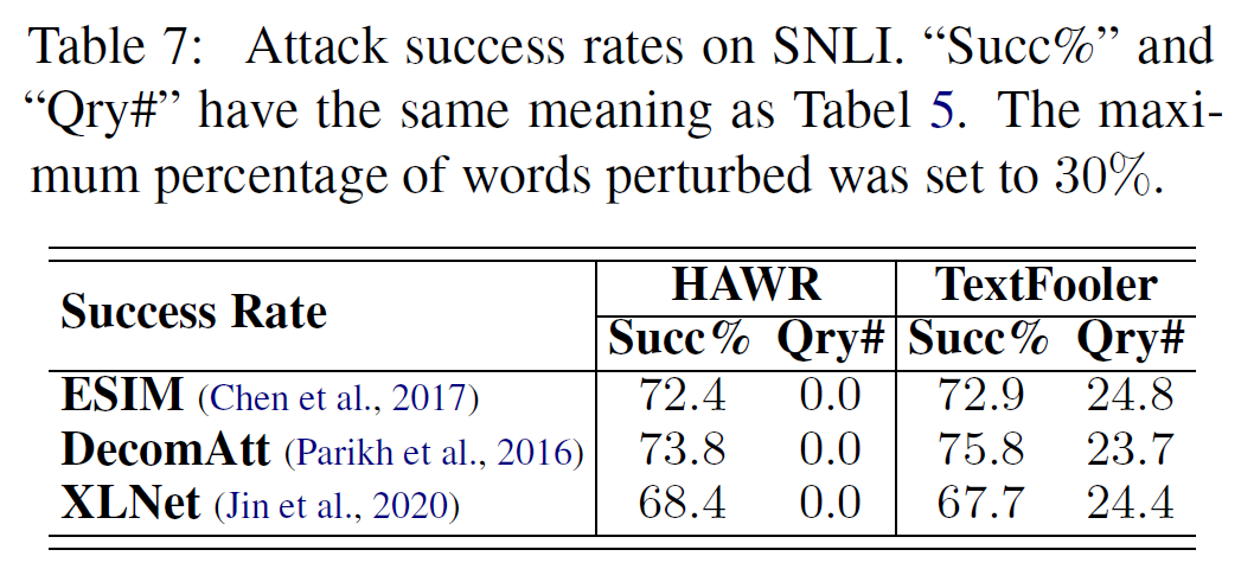 Table 7: Attack success rates on SNLI. “Succ%” and
“Qry#” have the same meaning as Tabel 5. The maxi-
mum percentage of words perturbed was set to 30%.
Success Rate HAWR TextFooler
Succ% Qry# Succ% Qry#
ESIM (Chen et al., 2017) 72.4 0.0 72.9 24.8
DecomAtt (Parikh et al., 2016) 73.8 0.0 75.8 23.7
XLNet (Jin et al., 2020) 68.4 0.0 67.7 24.4